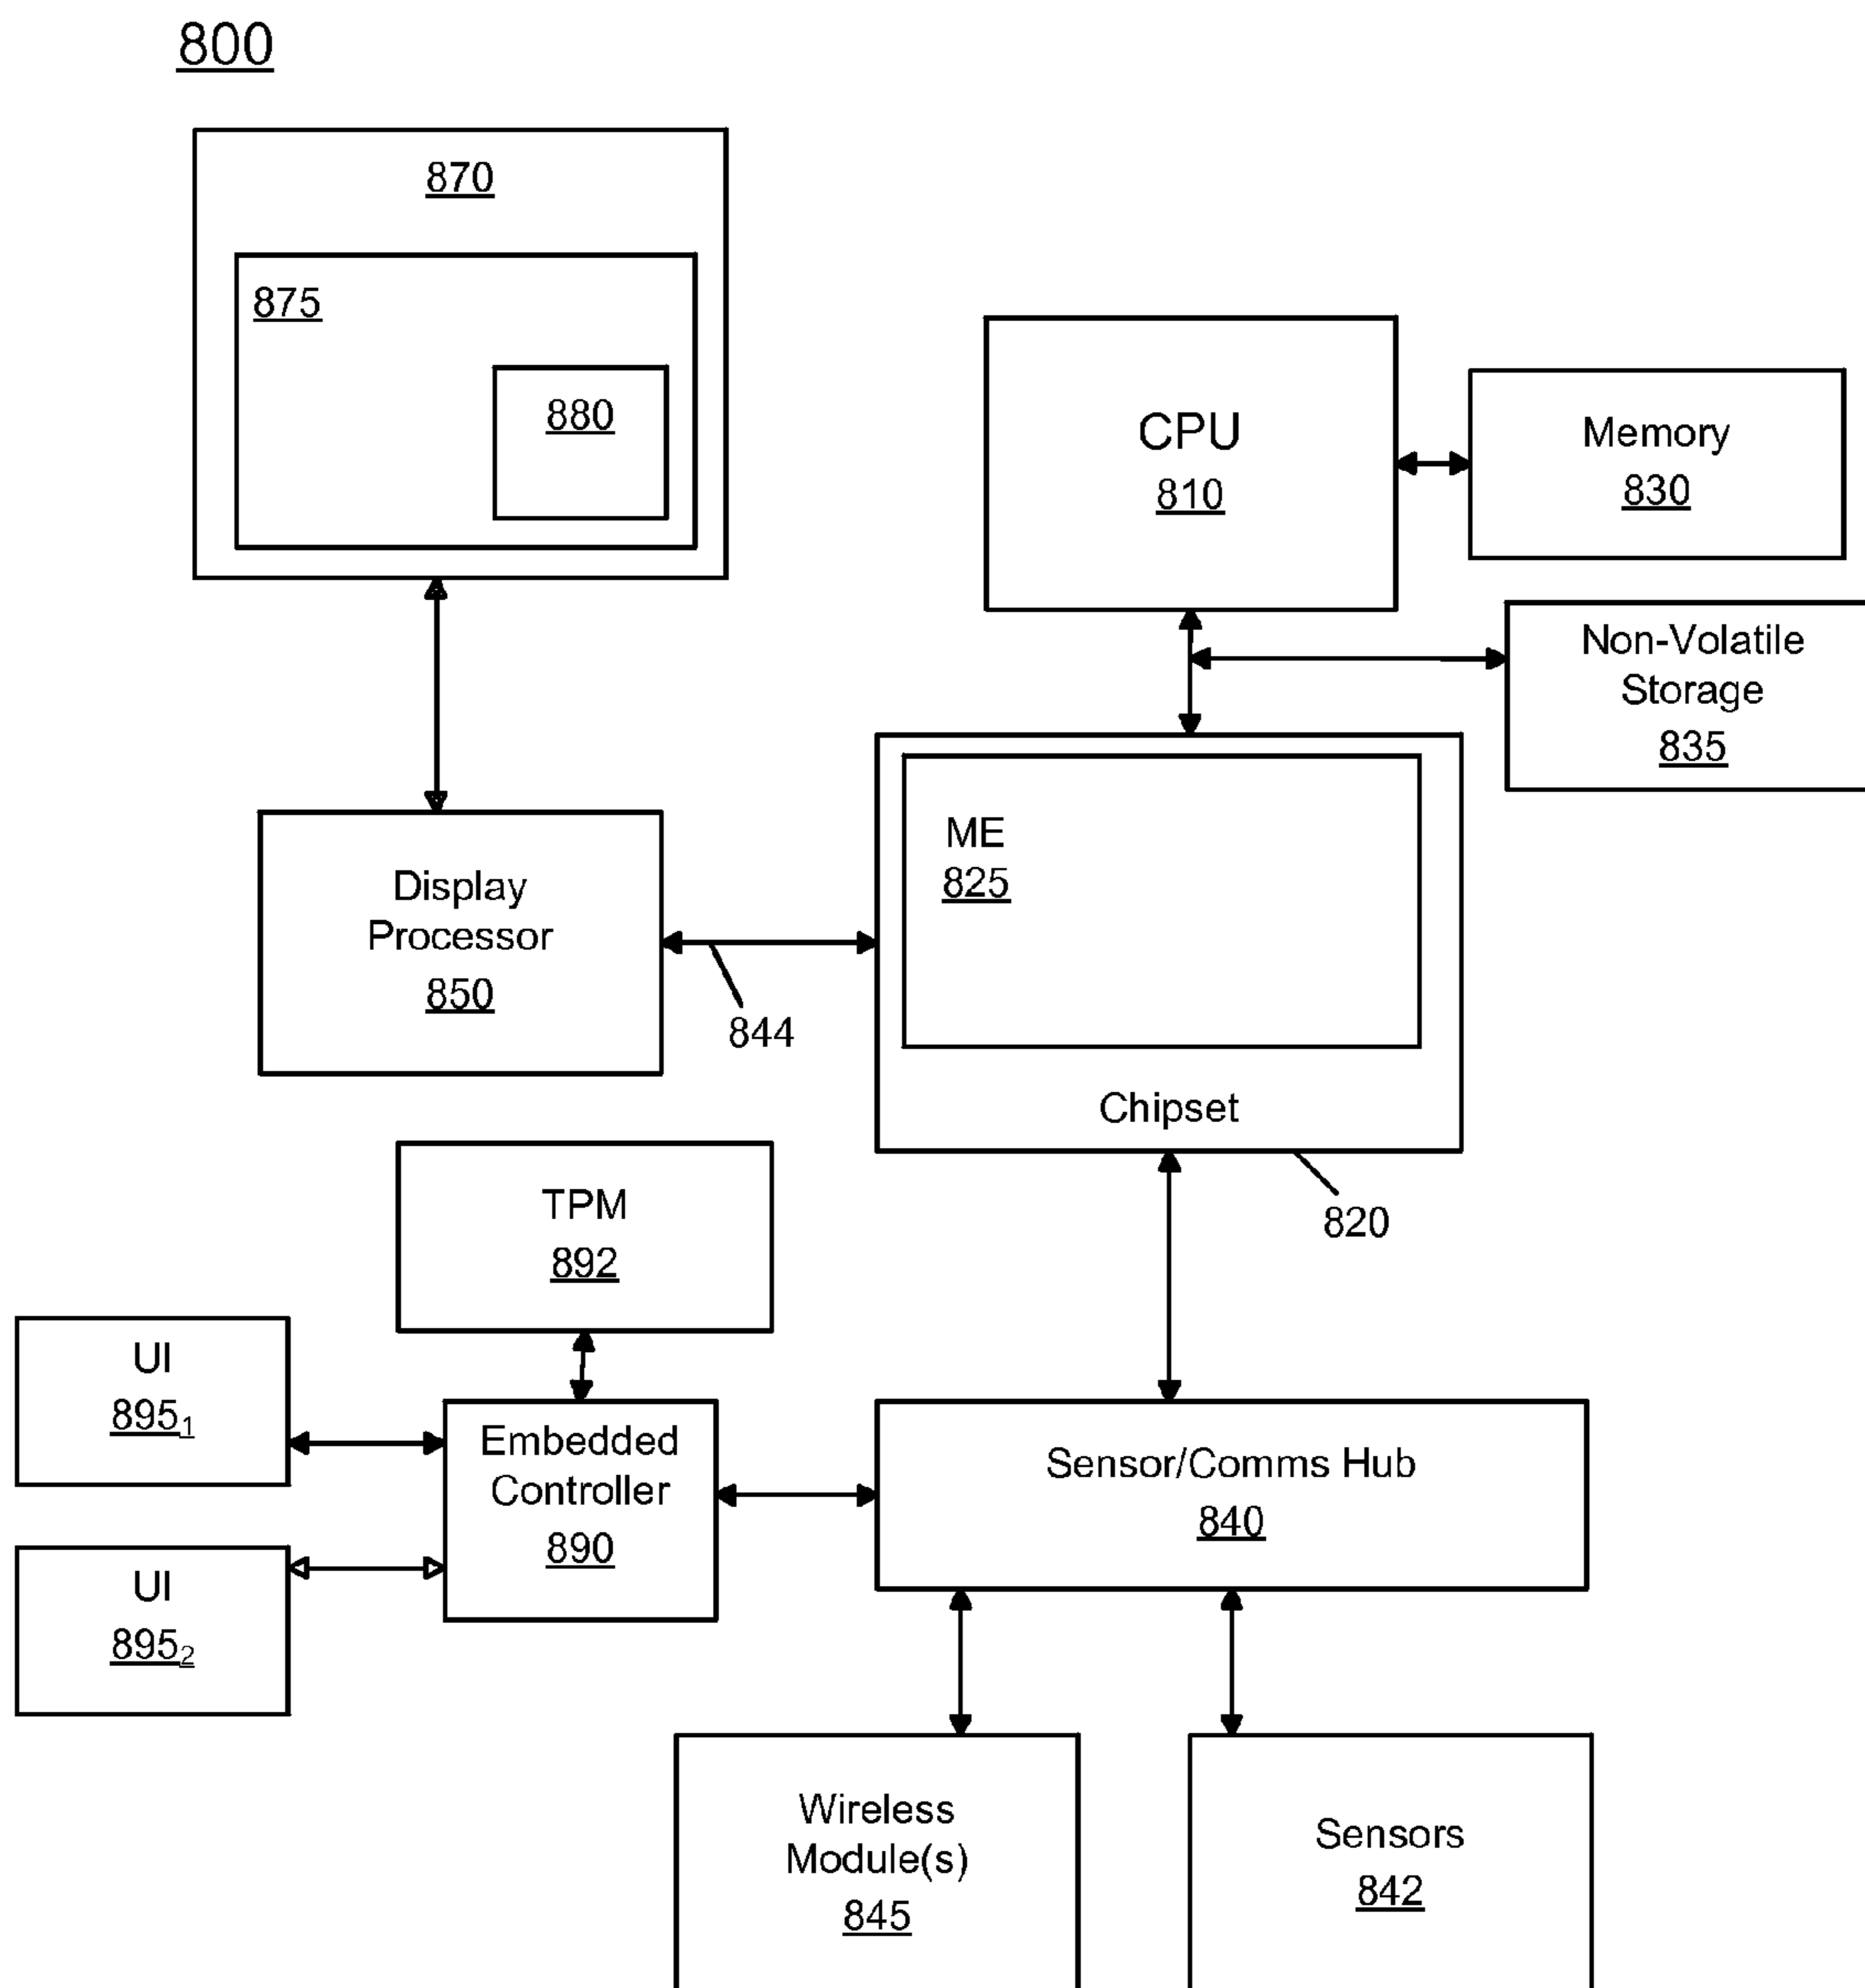 800
870
875
880
CPU
810
Memory
830
Non-Volatile
Storage
835
ME
825
Display
Processor
850
844
Chipset
820
TPM
892
UI
895₁
Embedded
Controller
890
Sensor/Comms Hub
840
UI
895₂
Wireless
Module(s)
845
Sensors
842